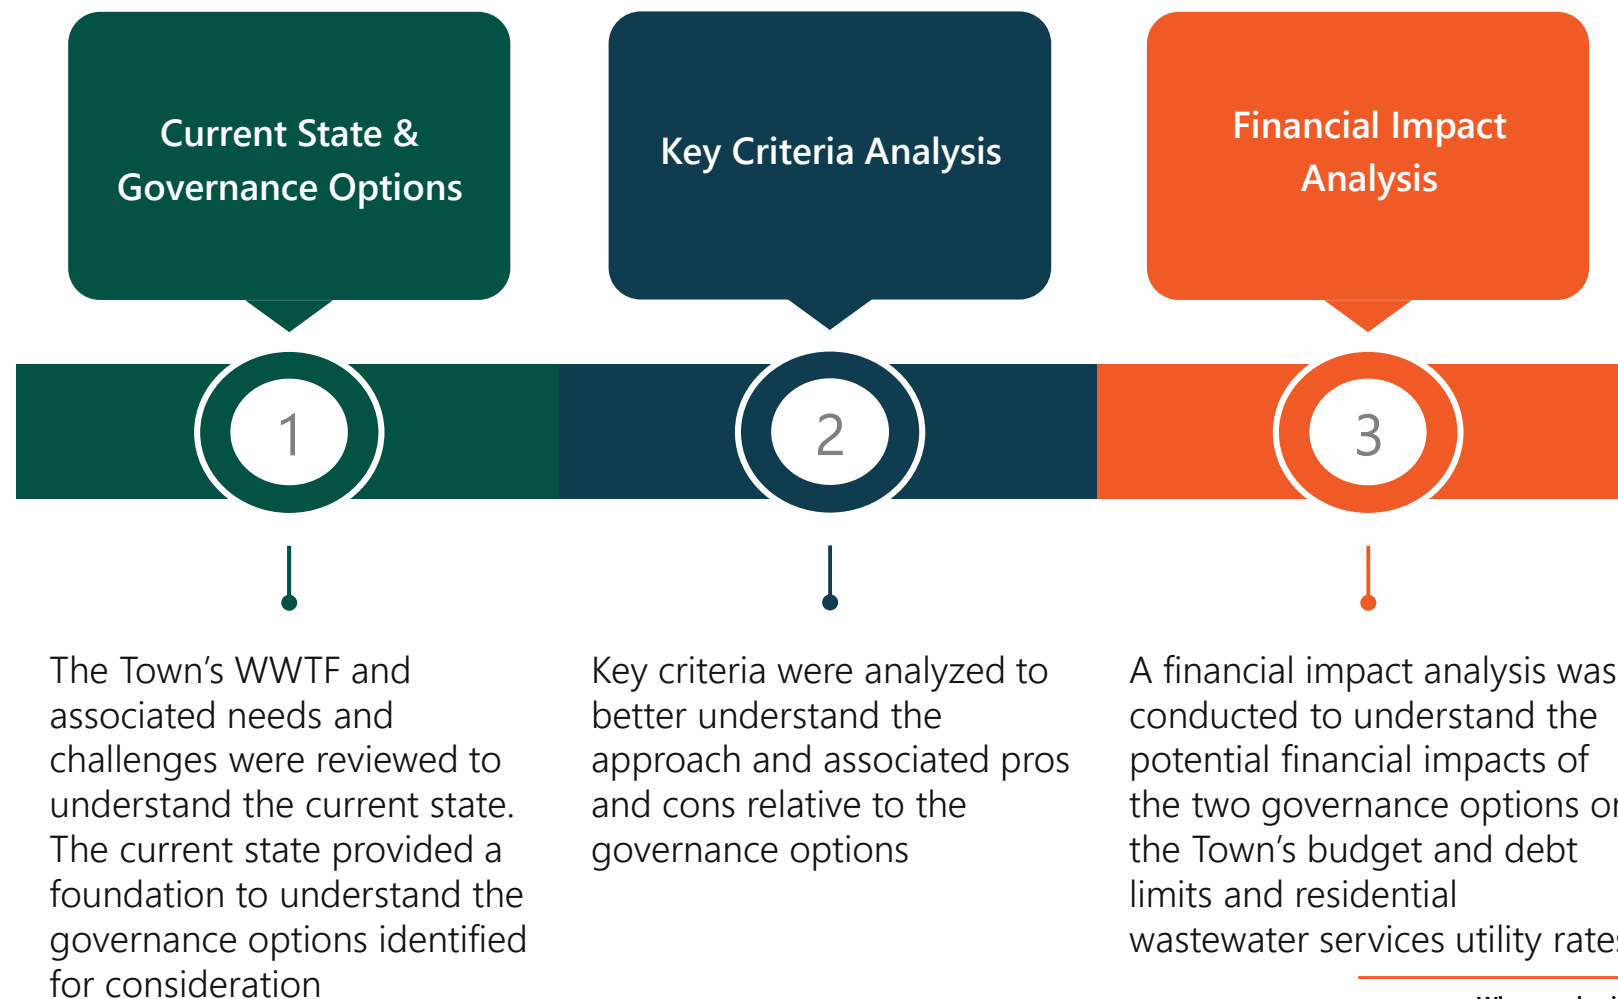 Current State &
Governance Options
Key Criteria Analysis
Financial Impact
Analysis
1
2
3
The Town’s WWTF and
associated needs and
challenges were reviewed to
understand the current state.
The current state provided a
foundation to understand the
governance options identified
for consideration
Key criteria were analyzed to
better understand the
approach and associated pros
and cons relative to the
governance options
A financial impact analysis was
conducted to understand the
potential financial impacts of
the two governance options on
the Town’s budget and debt
limits and residential
wastewater services utility rates